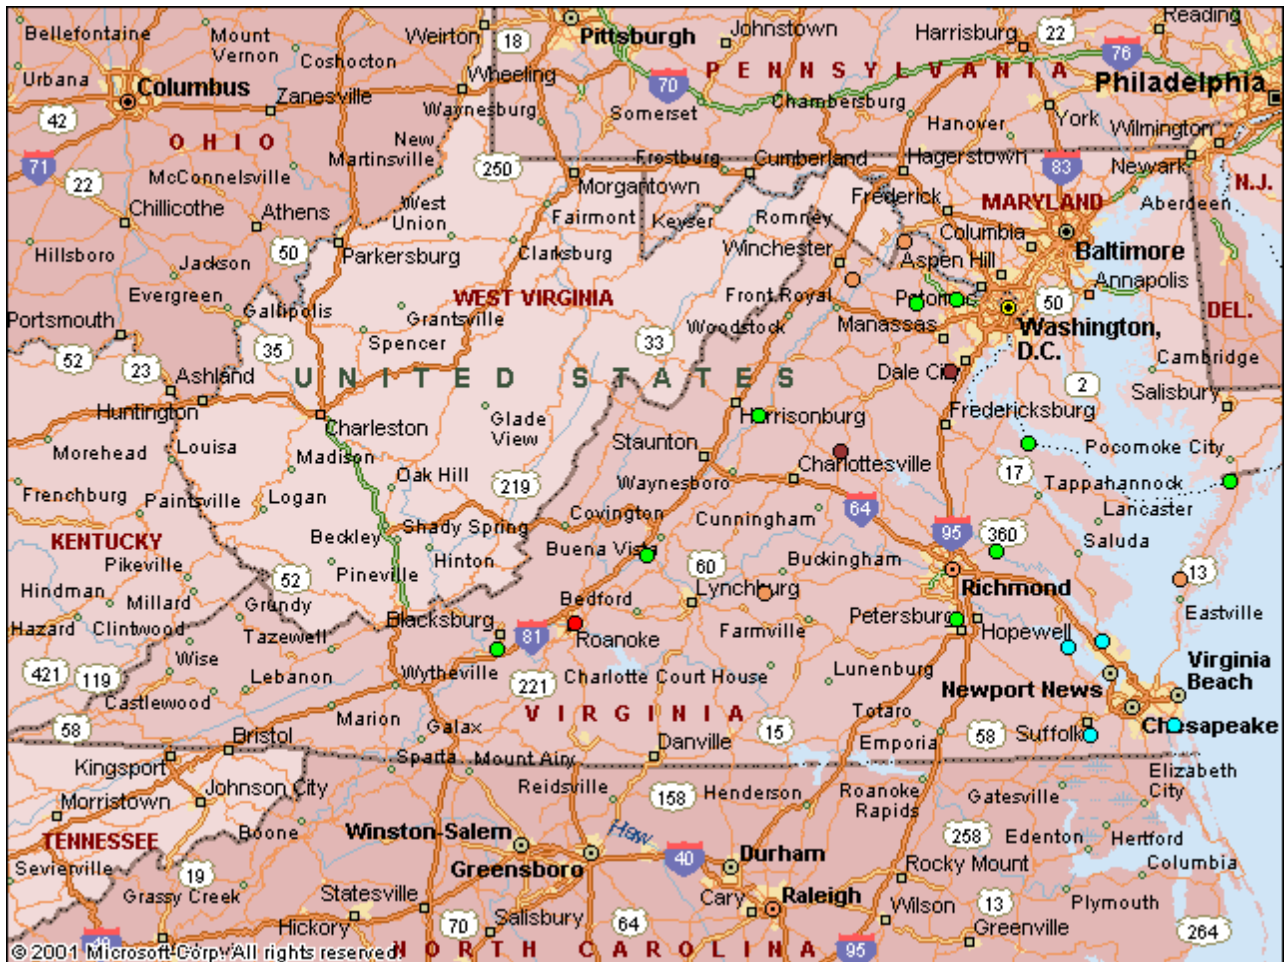 Bellefontaine
Mount
Vernon
Coshocton
Weirton
18
Pittsburgh
Johnstown
Harrisburg
22
Reading
76
Urbana
Columbus
Zanesville
Wheeling
Waynesburg
70
PENNSYLVANIA
Somerset
Chambersburg
Philadelphia
42
OHIO
New
Martinsville
Hanover
York
Wilmington
71
22
McConnelsville
250
Frostburg
Cumberland
Hagerstown
83
Newark
N.J.
Chillicothe
Athens
West
Union
Morgantown
Fairmont
Keyser
Romney
Frederick
MARYLAND
Aberdeen
Hillsboro
50
Parkersburg
Clarksburg
Winchester
Columbia
Baltimore
Jackson
Aspen Hill
Annapolis
Evergreen
Gallipolis
WEST VIRGINIA
Grantsville
Front Royal
Potomac
50
DEL.
Portsmouth
Spencer
Woodstock
Manassas
Washington,
D.C.
52
23
35
33
Cambridge
Ashland
UNITED STATES
Dale City
2
Salisbury
Huntington
Charleston
Glade
View
Harrisonburg
Fredericksburg
Morehead
Louisa
Madison
Staunton
Charlottesville
Pocomoke City
Frenchburg
Paintsville
Logan
Oak Hill
219
Waynesboro
17
Tappahannock
KENTUCKY
Beckley
Shady Spring
Covington
Cunningham
64
95
360
Lancaster
Pikeville
Pineville
Hinton
Buena Vista
Buckingham
Saluda
Hindman
Millard
52
Grundy
60
Lynchburg
Richmond
13
Hazard
Clintwood
Tazewell
Blacksburg
Bedford
Farmville
Petersburg
Hopewell
Eastville
81
Roanoke
421
119
Wise
Lebanon
Wytheville
221
Charlotte Court House
Lunenburg
Virginia
Beach
Castlewood
Marion
Galax
VIRGINIA
15
Totaro
Newport News
58
Bristol
Danville
Emporia
58
Suffolk
Chesapeake
Kingsport
Sparta
Mount Airy
Morristown
Johnson City
Reidsville
158
Henderson
Roanoke
Rapids
Gatesville
Elizabeth
City
TENNESSEE
Boone
Winston-Salem
Haw
258
Edenton
Hertford
Sevierville
Greensboro
40
Durham
Rocky Mount
Columbia
19
Grassy Creek
Statesville
Cary
Raleigh
Wilson
13
Plymouth
Hickory
70
Salisbury
64
Greenville
264
40
NORTH CAROLINA
95
© 2001 Microsoft Corp. All rights reserved.